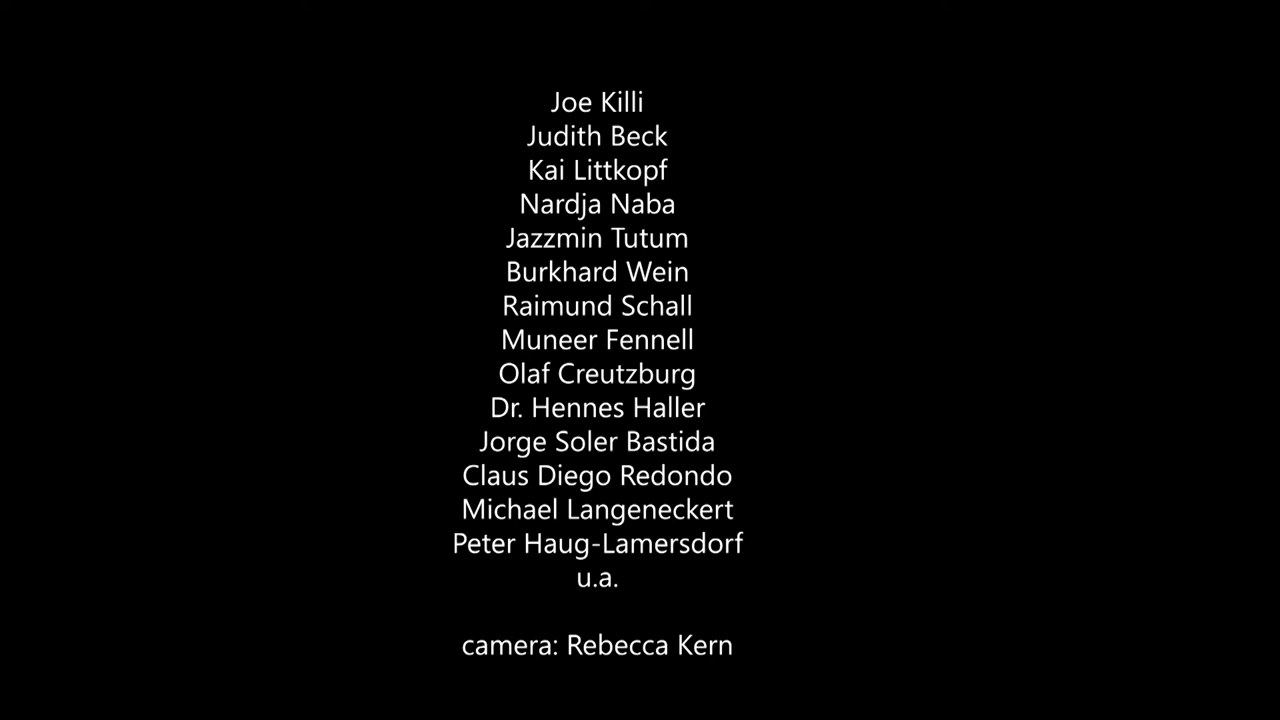 Joe Killi
Judith Beck
Kai Littkopf
Nardja Naba
Jazzmin Tutum
Burkhard Wein
Raimund Schall
Muneer Fennell
Olaf Creutzburg
Dr. Hennes Haller
Jorge Soler Bastida
Claus Diego Redondo
Michael Langeneckert
Peter Haug-Lamersdorf
u.a.
camera: Rebecca Kern